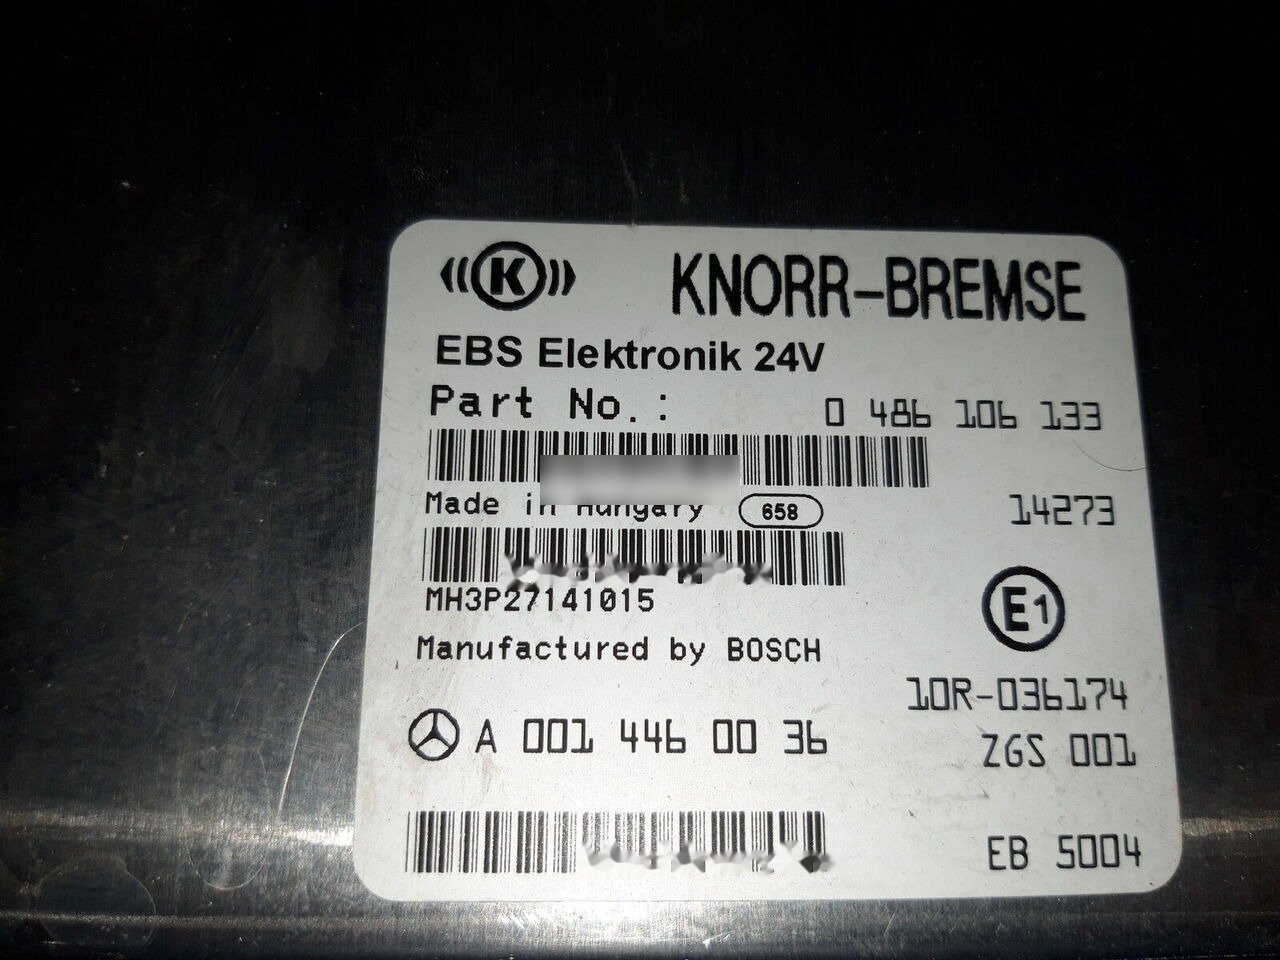 K KNORR-BREMSE
EBS Elektronik 24V
Part No.: 0 486 106 133
Made in Hungary 658 14273
MH3P27141015 E1
Manufactured by BOSCH
10R-036174
A 001 446 00 36 ZGS 001
EB 5004